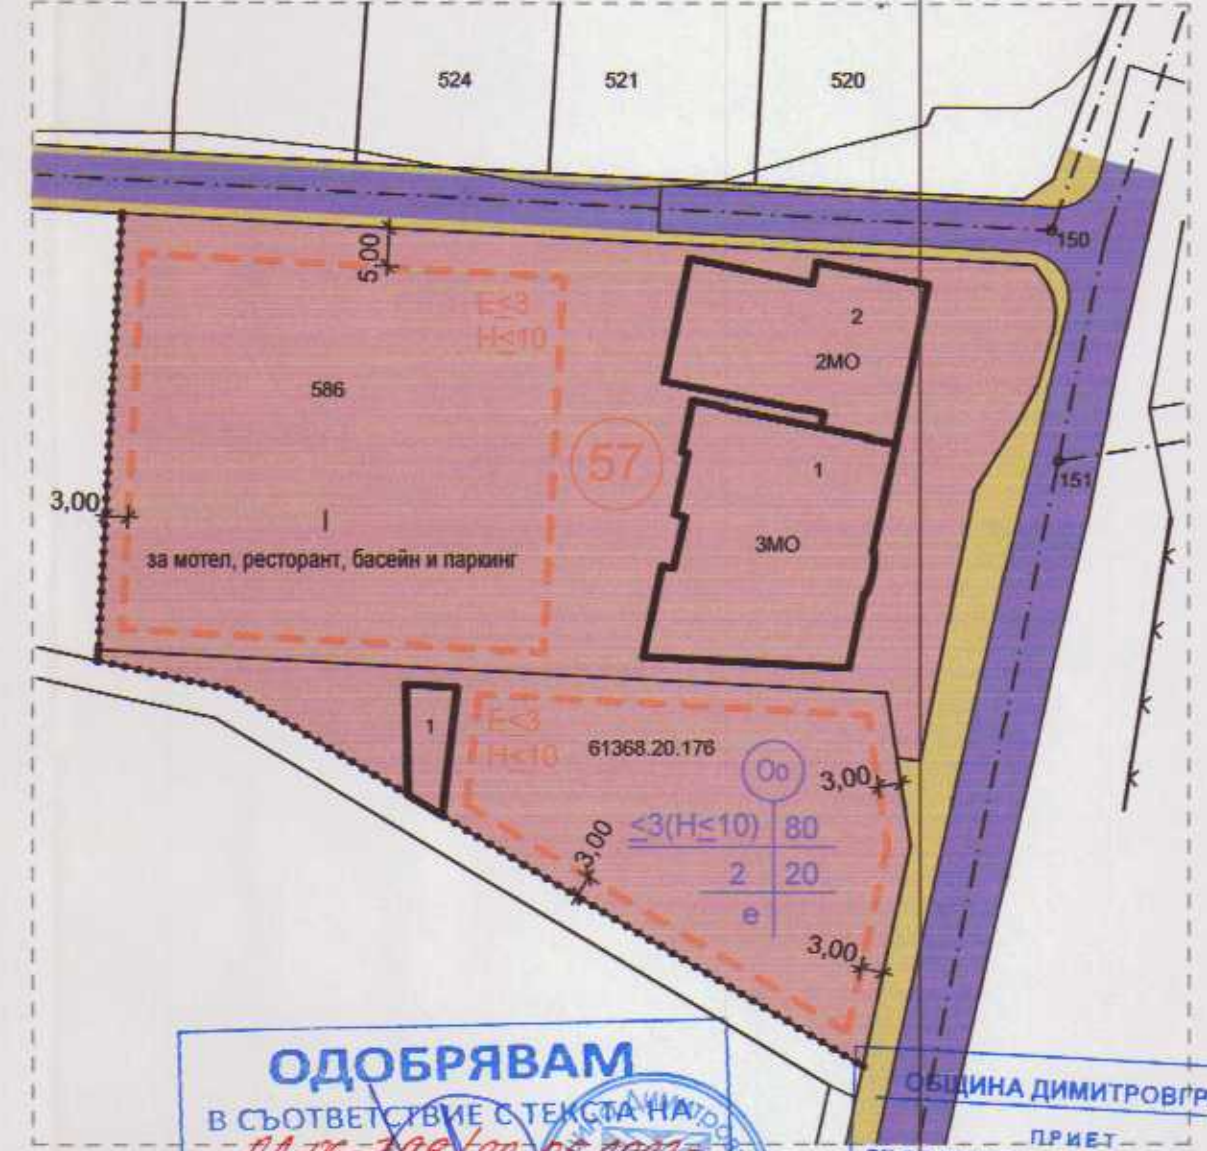 524
521
520
150
5,00
E≤3
H≤10
2
2МО
586
57
151
1
3,00
I
3МО
за мотел, ресторант, басейн и паркинг
1
E≤3
H≤10
61368.20.176
Оо
3,00
≤3(H≤10) 80
3,00
2 20
е
3,00
ОДОБРЯВАМ
В СЪОТВЕТСТВИЕ С ТЕКСТА НА
ОБЩИНА ДИМИТРОВГР
ПРИЕТ